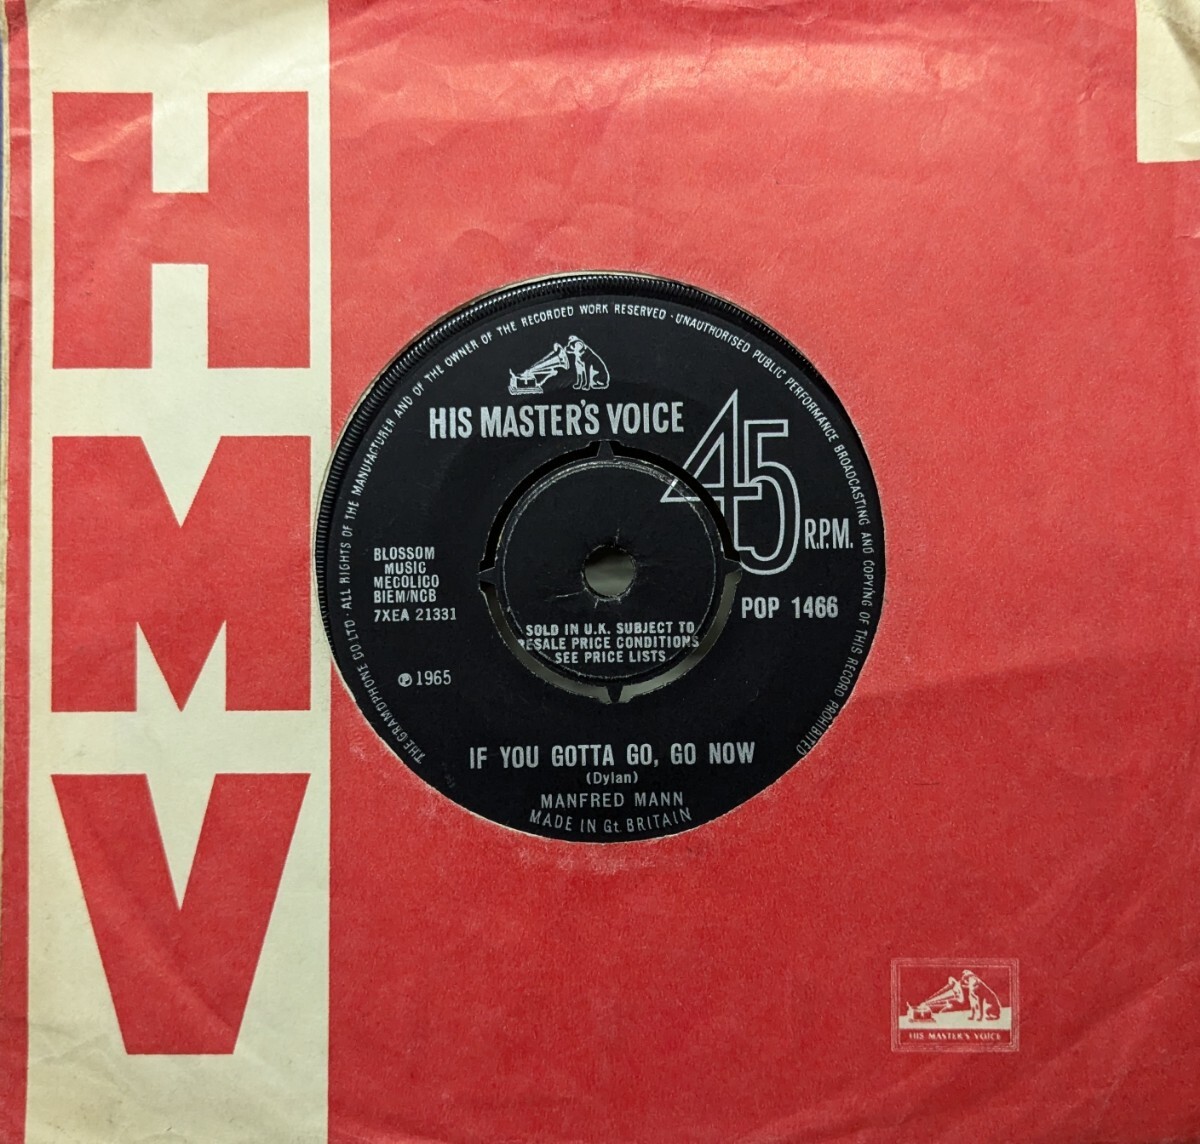 HMV
THE GRAMOPHONE CO LTD · ALL RIGHTS OF THE MANUFACTURER AND OF THE OWNER OF THE RECORDED WORK RESERVED · UNAUTHORISED PUBLIC PERFORMANCE BROADCASTING AND COPYING OF THIS RECORD PROHIBITED
HIS MASTER'S VOICE
45 R.P.M.
BLOSSOM
MUSIC
MECOLICO
BIEM/NCB
7XEA 21331
POP 1466
SOLD IN U.K. SUBJECT TO
RESALE PRICE CONDITIONS
SEE PRICE LISTS
℗ 1965
IF YOU GOTTA GO, GO NOW
(Dylan)
MANFRED MANN
MADE IN Gt. BRITAIN
HIS MASTER'S VOICE